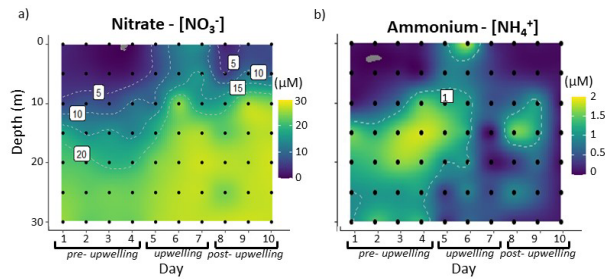 a)
Nitrate - [NO₃⁻]
0
10
20
30
Depth (m)
5
10
20
5
10
15
(μM)
30
20
10
0
1 2 3 4 5 6 7 8 9 10
pre- upwelling
upwelling
post- upwelling
Day
b)
Ammonium - [NH₄⁺]
1
(μM)
2
1.5
1
0.5
0
1 2 3 4 5 6 7 8 9 10
pre- upwelling
upwelling
post- upwelling
Day